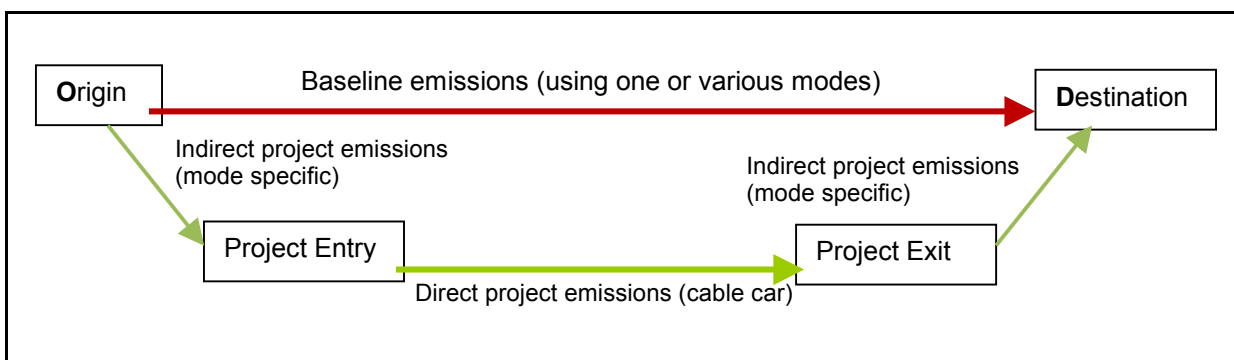 Baseline emissions (using one or various modes)
Origin
Destination
Indirect project emissions
(mode specific)
Indirect project emissions
(mode specific)
Project Entry
Project Exit
Direct project emissions (cable car)